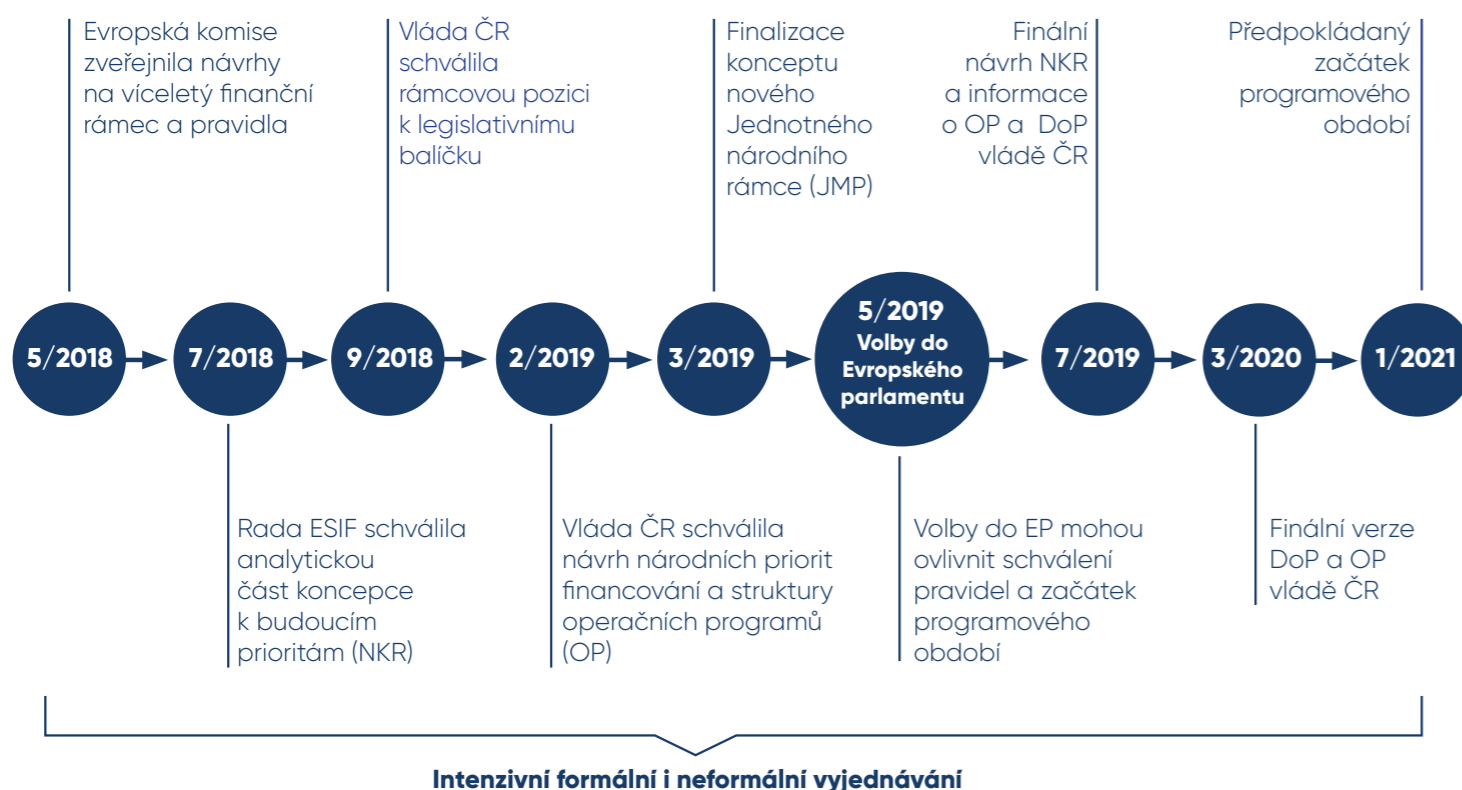 Evropská komise
zveřejnila návrhy
na víceletý finanční
rámec a pravidla
Vláda ČR
schválila
rámcovou pozici
k legislativnímu
balíčku
Finalizace
konceptu
nového
Jednotného
národního
rámce (JMP)
Finální
návrh NKR
a informace
o OP a DoP
vládě ČR
Předpokládaný
začátek
programového
období
5/2018
7/2018
9/2018
2/2019
3/2019
5/2019
Volby do
Evropského
parlamentu
7/2019
3/2020
1/2021
Rada ESIF schválila
analytickou
část koncepce
k budoucím
prioritám (NKR)
Vláda ČR schválila
návrh národních priorit
financování a struktury
operačních programů
(OP)
Volby do EP mohou
ovlivnit schválení
pravidel a začátek
programového
období
Finální verze
DoP a OP
vládě ČR
Intenzivní formální i neformální vyjednávání